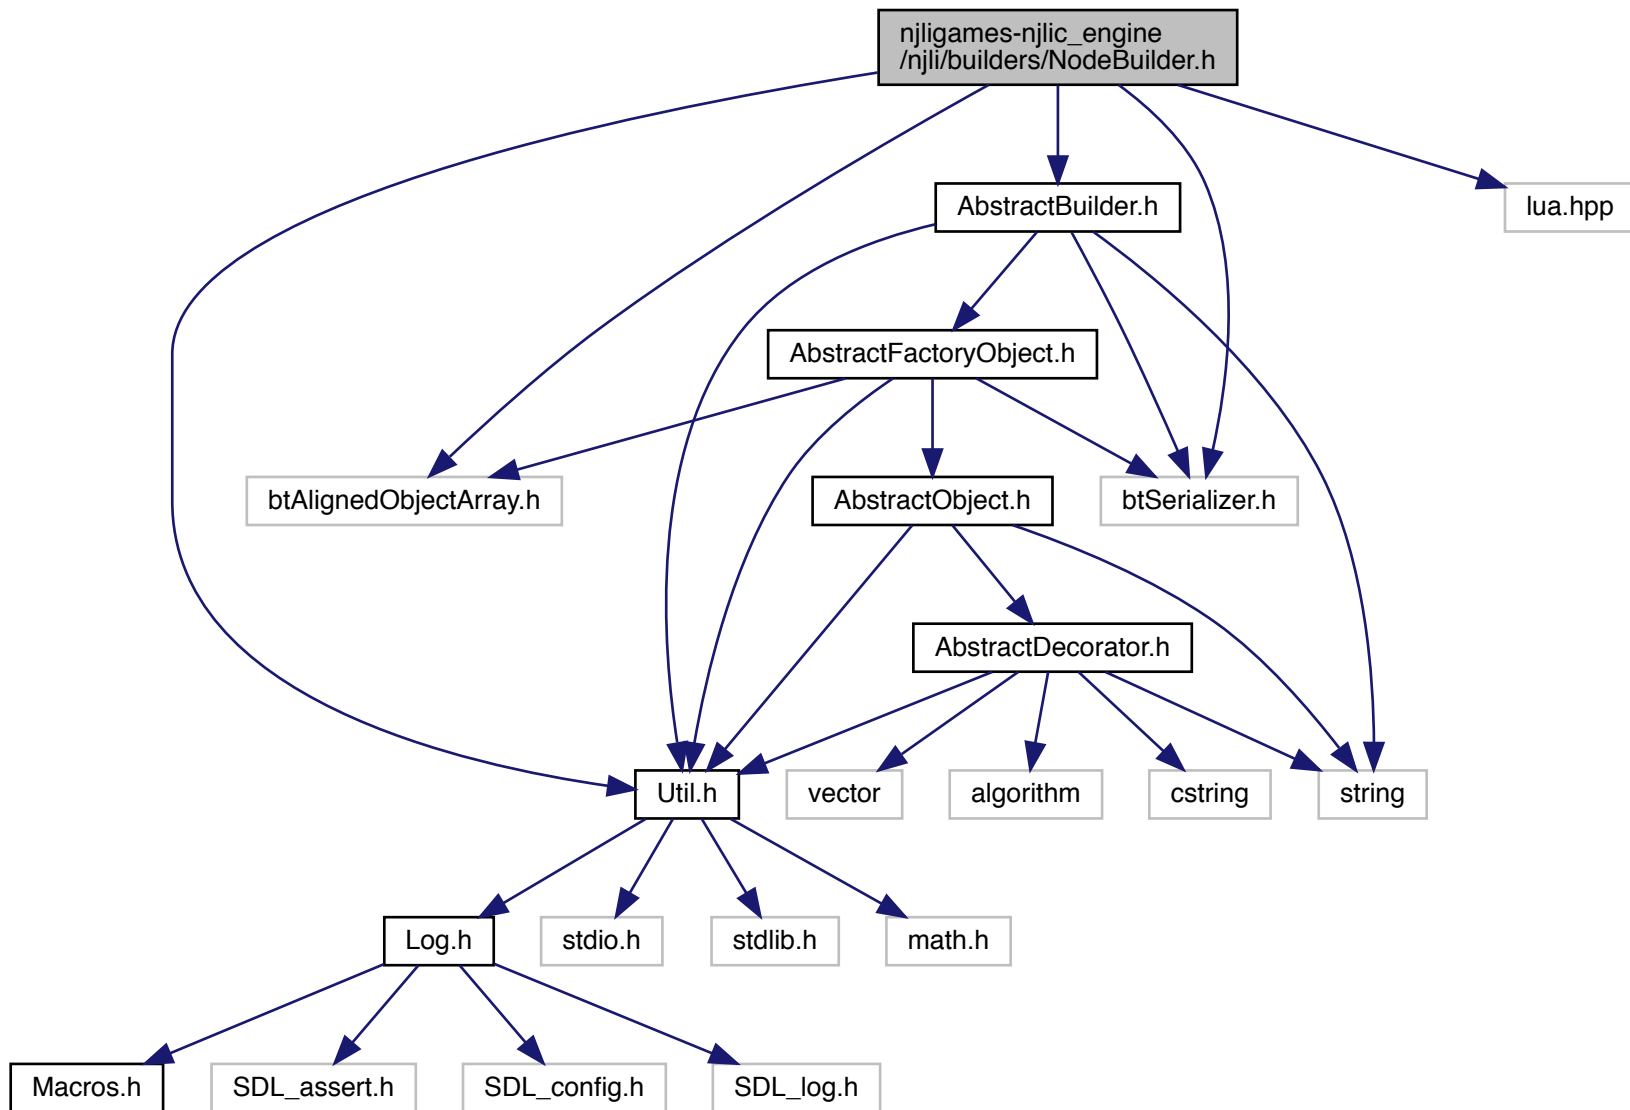 njligames-njlic_engine
/njli/builders/NodeBuilder.h
AbstractBuilder.h
lua.hpp
AbstractFactoryObject.h
btAlignedObjectArray.h
AbstractObject.h
btSerializer.h
AbstractDecorator.h
Util.h
vector
algorithm
cstring
string
Log.h
stdio.h
stdlib.h
math.h
Macros.h
SDL_assert.h
SDL_config.h
SDL_log.h